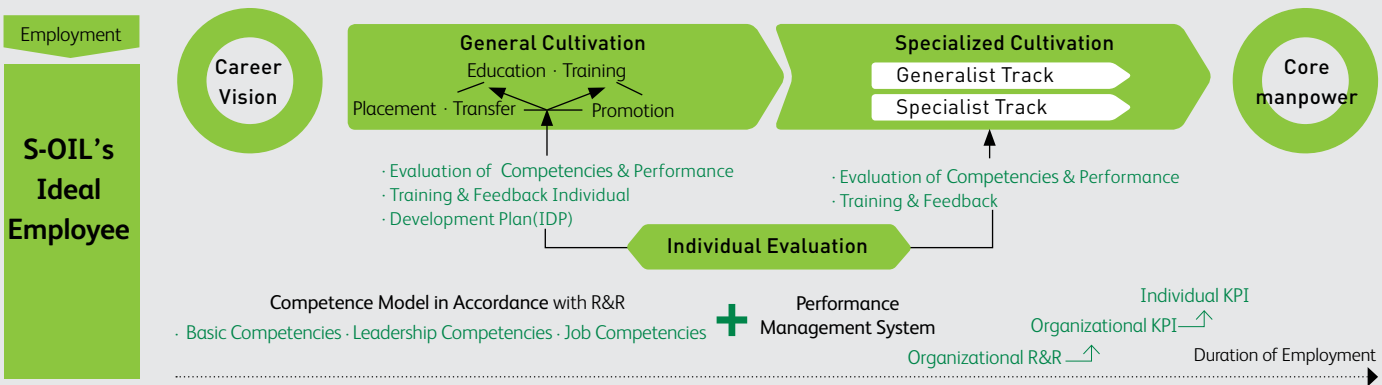 Employment
S-OIL’s
Ideal
Employee
Career
Vision
General Cultivation
Education · Training
Placement · Transfer
Promotion
Specialized Cultivation
Generalist Track
Specialist Track
Core
manpower
· Evaluation of Competencies & Performance
· Training & Feedback Individual
· Development Plan(IDP)
· Evaluation of Competencies & Performance
· Training & Feedback
Individual Evaluation
Competence Model in Accordance with R&R
· Basic Competencies · Leadership Competencies · Job Competencies
+
Performance
Management System
Individual KPI
Organizational KPI
Organizational R&R
Duration of Employment